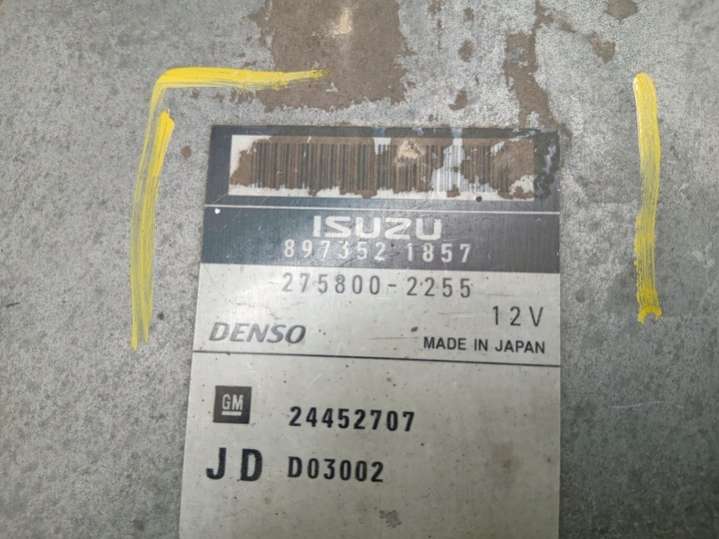 ISUZU
897352 1857
275800-2255
12V
DENSO MADE IN JAPAN
GM 24452707
JD D03002